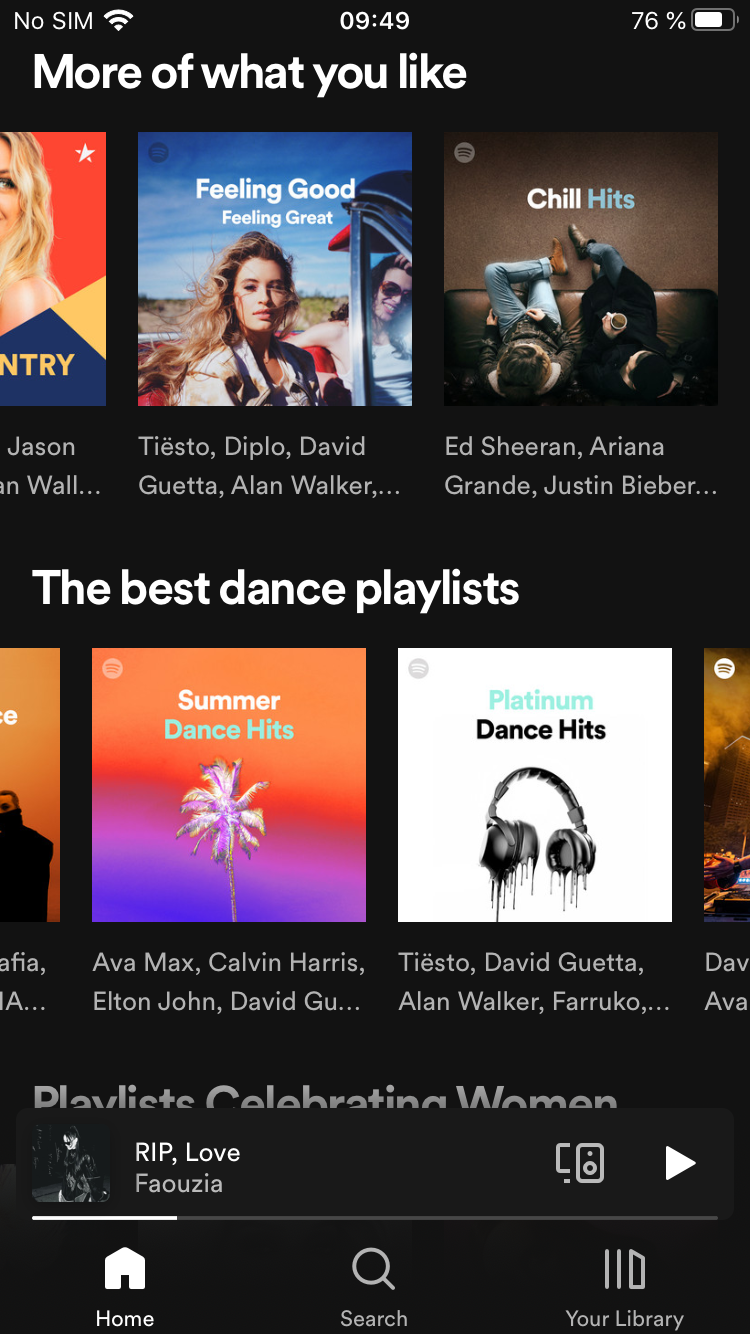 No SIM 09:49 76 %
More of what you like
Feeling Good
Feeling Great
Chill Hits
NTRY
Jason
an Wall...
Tiësto, Diplo, David
Guetta, Alan Walker,...
Ed Sheeran, Ariana
Grande, Justin Bieber...
The best dance playlists
ce
Summer
Dance Hits
Platinum
Dance Hits
afia,
IA...
Ava Max, Calvin Harris,
Elton John, David Gu...
Tiësto, David Guetta,
Alan Walker, Farruko,...
Dav
Ava
Playlists Celebrating Women
RIP, Love
Faouzia
Home
Search
Your Library